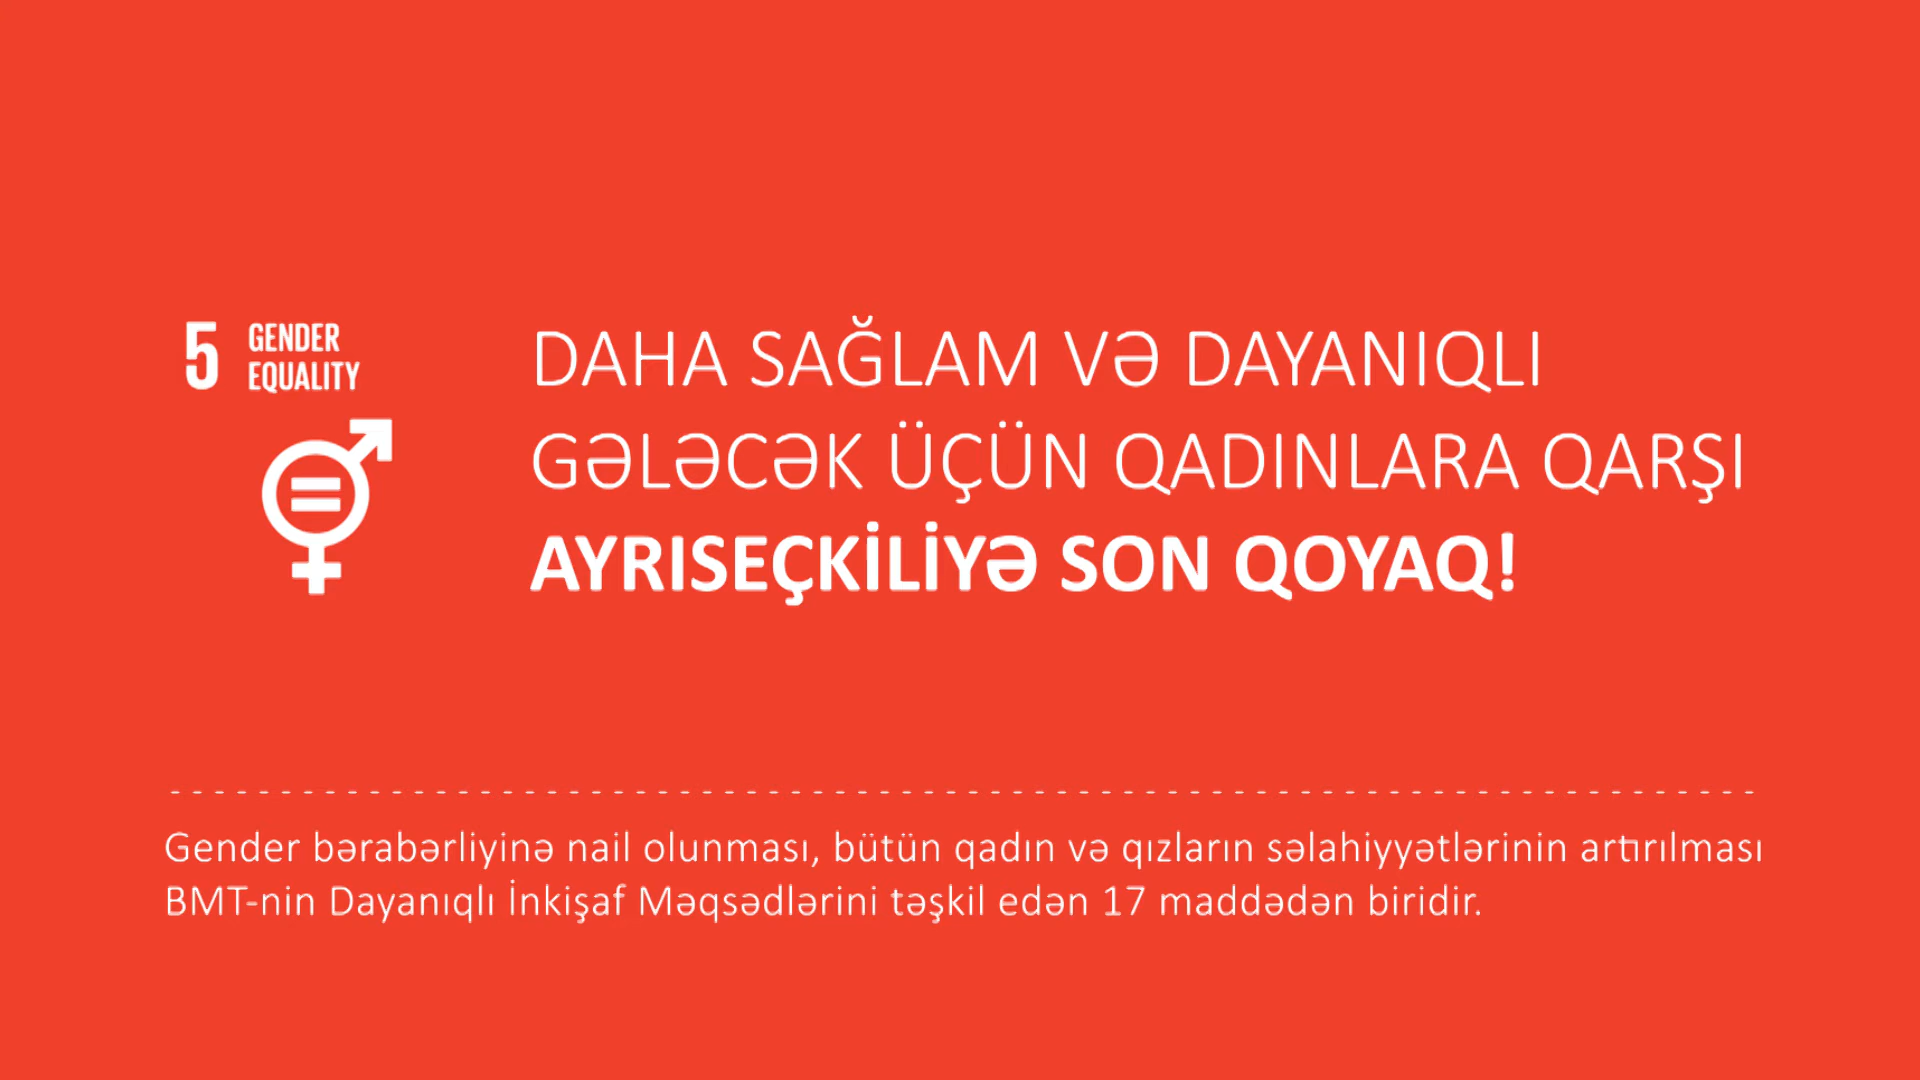 5 GENDER
EQUALITY
DAHA SAĞLAM VƏ DAYANIQLI
GƏLƏCƏK ÜÇÜN QADINLARA QARŞI
AYRISEÇKİLİYƏ SON QOYAQ!
Gender bərabərliyinə nail olunması, bütün qadın və qızların səlahiyyətlərinin artırılması
BMT-nin Dayanıqlı İnkişaf Məqsədlərini təşkil edən 17 maddədən biridir.